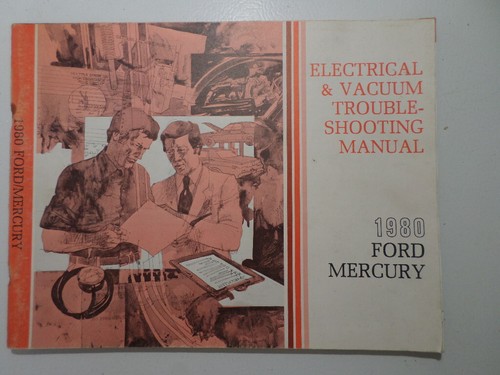 ELECTRICAL
& VACUUM
TROUBLE-
SHOOTING
MANUAL
1980
FORD
MERCURY
1980 FORD/MERCURY